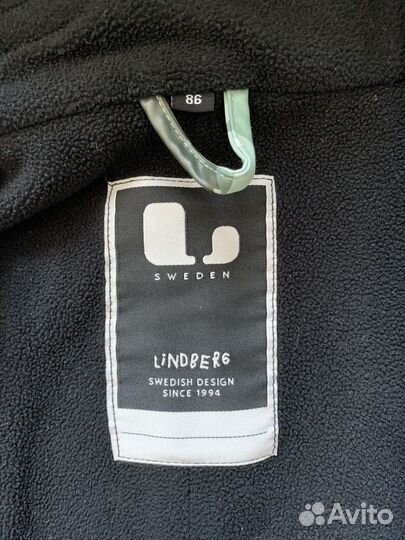 86
SWEDEN
LiNDBERG
SWEDISH DESIGN
SINCE 1994
Avito